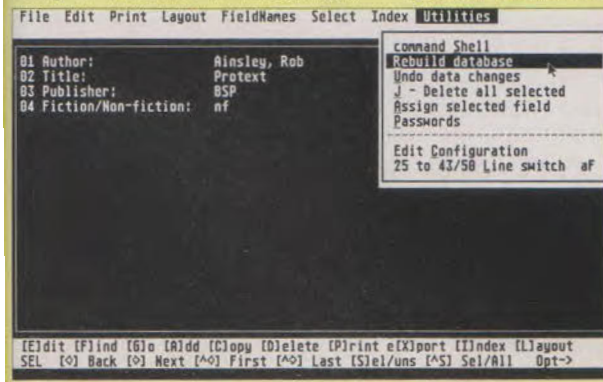 File Edit Print Layout FieldNames Select Index Utilities
command Shell
Rebuild database
Undo data changes
J - Delete all selected
Assign selected field
Passwords
Edit Configuration
25 to 43/50 Line switch aF
01 Author: Ainsley, Rob
02 Title: Protext
03 Publisher: BSP
04 Fiction/Non-fiction: nf
[E]dit [F]ind [G]o [A]dd [C]opy [D]elete [P]rint e[X]port [I]ndex [L]ayout
SEL [◊] Back [◊] Next [^◊] First [^◊] Last [S]el/uns [^S] Sel/All Opt->